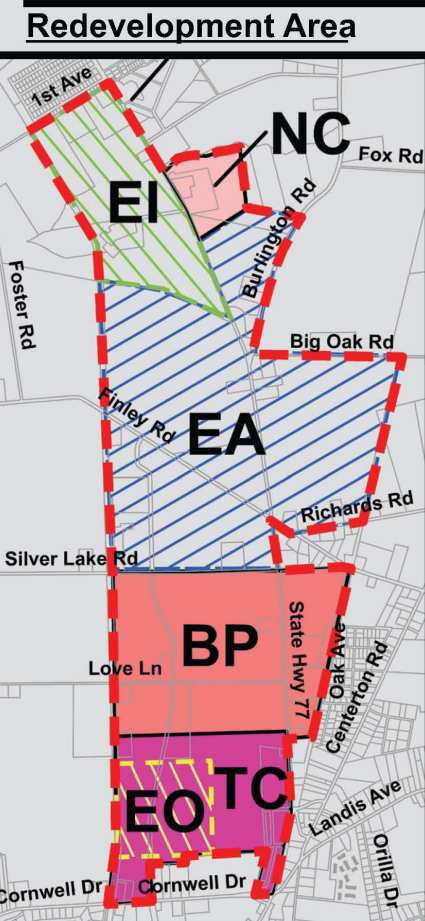 Redevelopment Area
1st Ave
NC
Fox Rd
EI
Burlington Rd
Foster Rd
Big Oak Rd
Finley Rd
EA
Richards Rd
Silver Lake Rd
BP
State Hwy 77
Oak Ave
Love Ln
Centerton Rd
TC
EO
Landis Ave
Orilla Dr
Cornwell Dr
Cornwell Dr